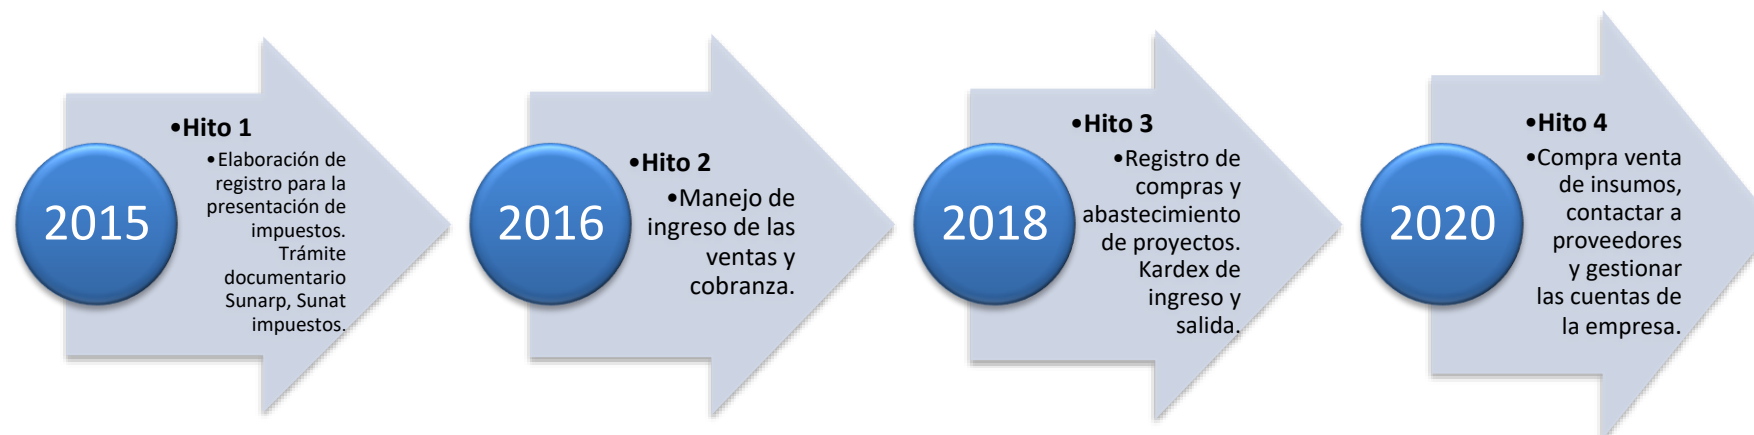 2015
•Hito 1
•Elaboración de
registro para la
presentación de
impuestos.
Trámite
documentario
Sunarp, Sunat
impuestos.
2016
•Hito 2
•Manejo de
ingreso de las
ventas y
cobranza.
2018
•Hito 3
•Registro de
compras y
abastecimiento
de proyectos.
Kardex de
ingreso y
salida.
2020
•Hito 4
•Compra venta
de insumos,
contactar a
proveedores
y gestionar
las cuentas de
la empresa.